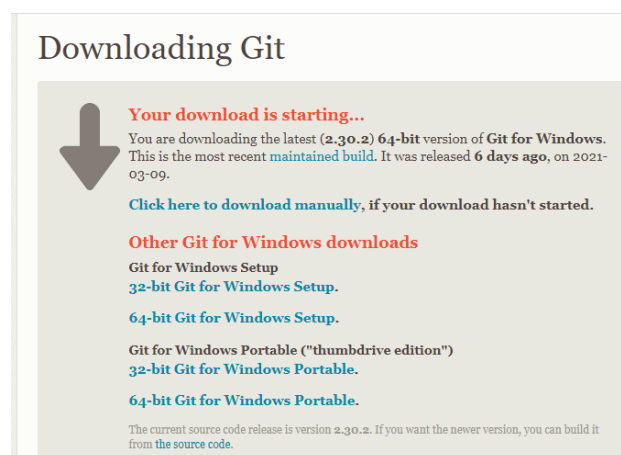 Downloading Git
Your download is starting...
You are downloading the latest (2.30.2) 64-bit version of Git for Windows.
This is the most recent maintained build. It was released 6 days ago, on 2021-
03-09.
Click here to download manually, if your download hasn't started.
Other Git for Windows downloads
Git for Windows Setup
32-bit Git for Windows Setup.
64-bit Git for Windows Setup.
Git for Windows Portable ("thumbdrive edition")
32-bit Git for Windows Portable.
64-bit Git for Windows Portable.
The current source code release is version 2.30.2. If you want the newer version, you can build it
from the source code.